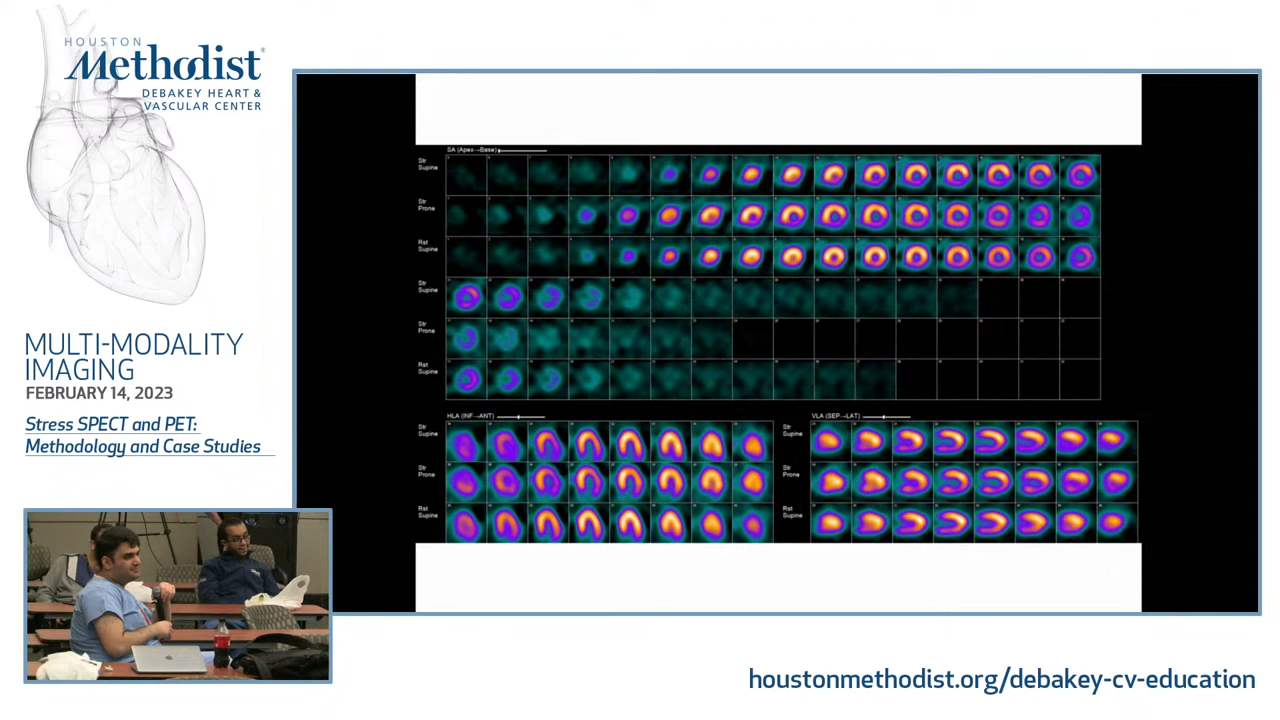 HOUSTON
Methodist®
DEBAKEY HEART &
VASCULAR CENTER
MULTI-MODALITY
IMAGING
FEBRUARY 14, 2023
Stress SPECT and PET:
Methodology and Case Studies
SA (Apex→Base)
Str
Supine
Str
Prone
Rst
Supine
Str
Supine
Str
Prone
Rst
Supine
HLA (INF→ANT)
Str
Supine
Str
Prone
Rst
Supine
VLA (SEP→LAT)
Str
Supine
Str
Prone
Rst
Supine
houstonmethodist.org/debakey-cv-education